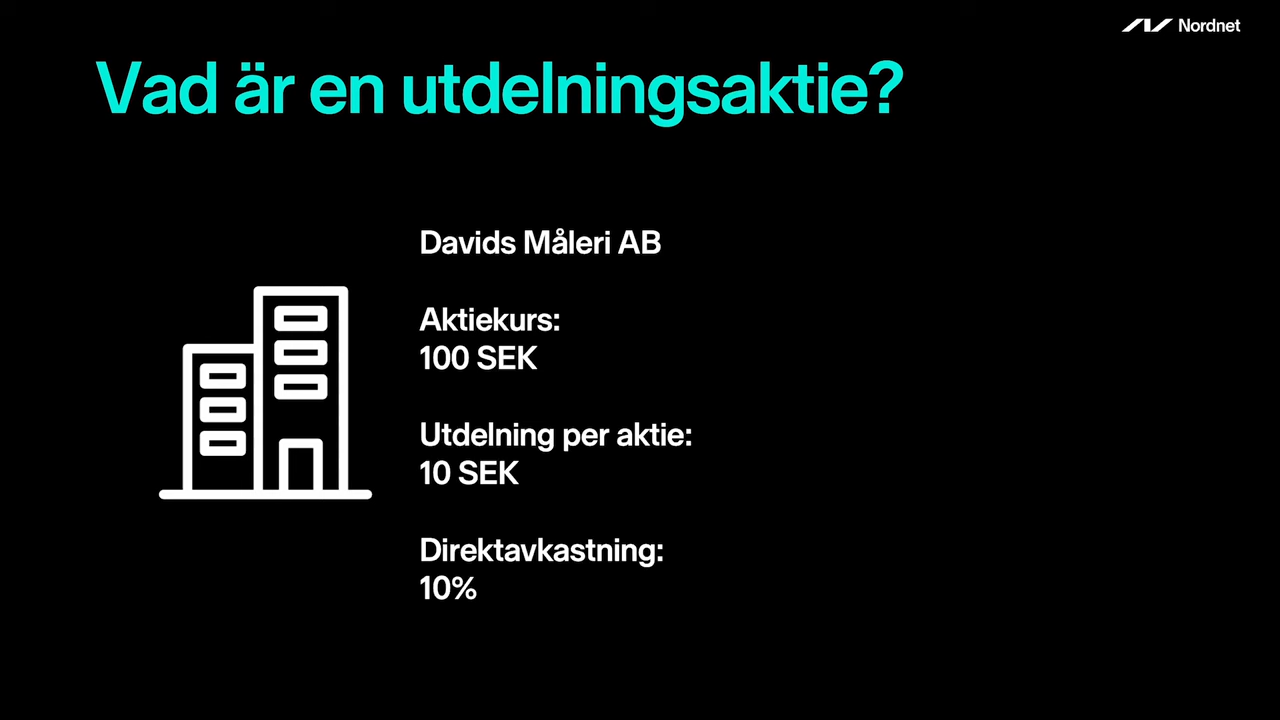 Nordnet
Vad är en utdelningsaktie?
Davids Måleri AB
Aktiekurs:
100 SEK
Utdelning per aktie:
10 SEK
Direktavkastning:
10%